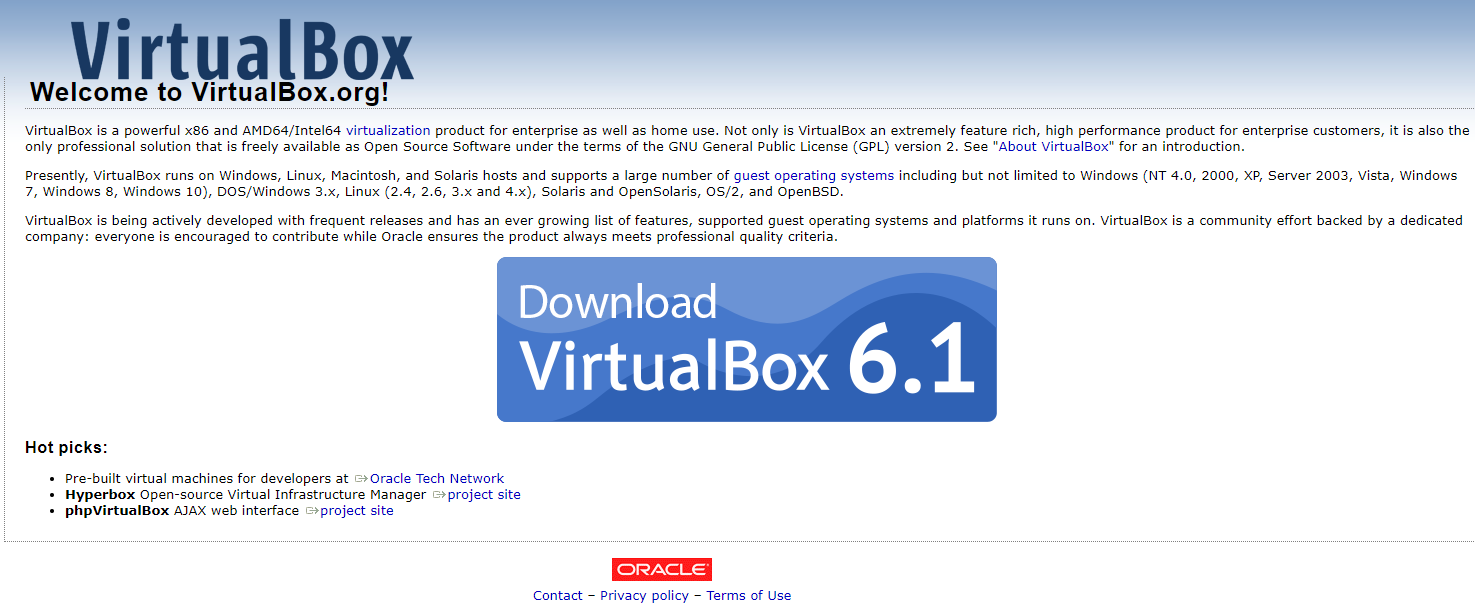 VirtualBox
Welcome to VirtualBox.org!
VirtualBox is a powerful x86 and AMD64/Intel64 virtualization product for enterprise as well as home use. Not only is VirtualBox an extremely feature rich, high performance product for enterprise customers, it is also the
only professional solution that is freely available as Open Source Software under the terms of the GNU General Public License (GPL) version 2. See "About VirtualBox" for an introduction.
Presently, VirtualBox runs on Windows, Linux, Macintosh, and Solaris hosts and supports a large number of guest operating systems including but not limited to Windows (NT 4.0, 2000, XP, Server 2003, Vista, Windows
7, Windows 8, Windows 10), DOS/Windows 3.x, Linux (2.4, 2.6, 3.x and 4.x), Solaris and OpenSolaris, OS/2, and OpenBSD.
VirtualBox is being actively developed with frequent releases and has an ever growing list of features, supported guest operating systems and platforms it runs on. VirtualBox is a community effort backed by a dedicated
company: everyone is encouraged to contribute while Oracle ensures the product always meets professional quality criteria.
Download
VirtualBox 6.1
Hot picks:
• Pre-built virtual machines for developers at Oracle Tech Network
• Hyperbox Open-source Virtual Infrastructure Manager project site
• phpVirtualBox AJAX web interface project site
ORACLE
Contact – Privacy policy – Terms of Use